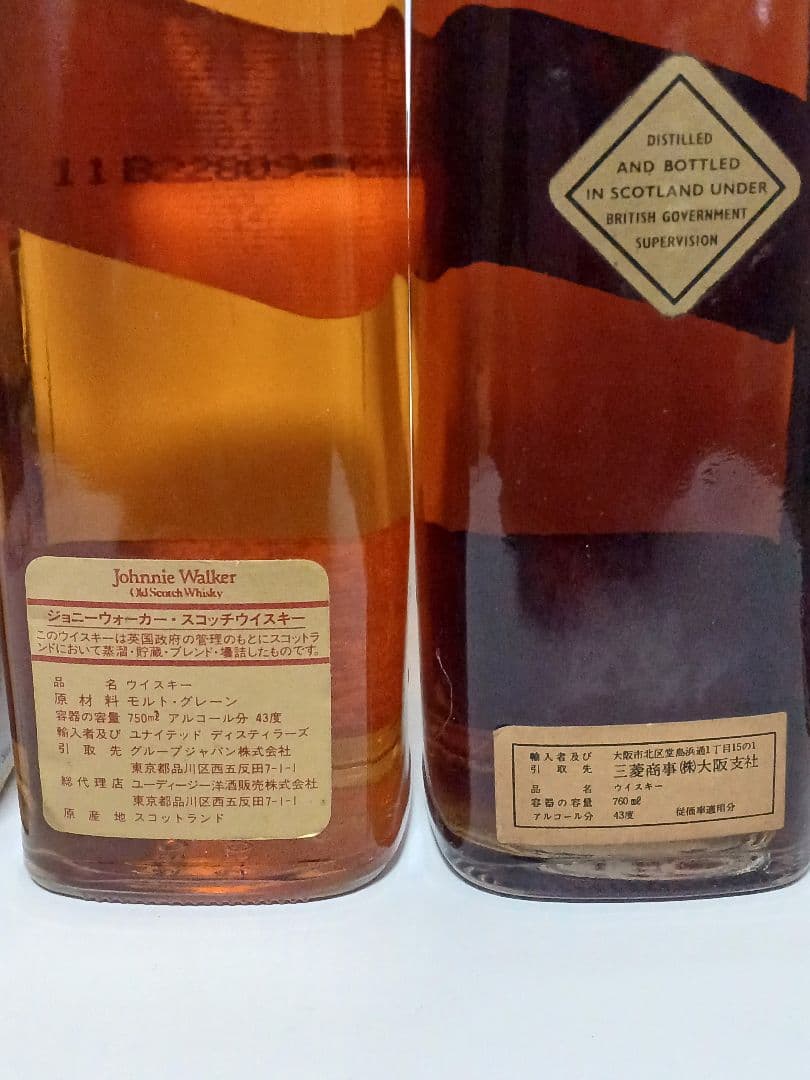 11B22809
DISTILLED
AND BOTTLED
IN SCOTLAND UNDER
BRITISH GOVERNMENT
SUPERVISION
Johnnie Walker
Old Scotch Whisky
ジョニーウォーカー・スコッチウイスキー
このウイスキーは英国政府の管理のもとにスコットラ
ンドにおいて蒸溜・貯蔵・ブレンド・壜詰したものです。
品名 ウイスキー
原材料 モルト・グレーン
容器の容量 750mℓ アルコール分 43度
輸入者及び ユナイテッド ディスティラーズ
引取先 グループジャパン株式会社
東京都品川区西五反田7-1-1
総代理店 ユーディージー洋酒販売株式会社
東京都品川区西五反田7-1-1
原産地 スコットランド
輸入者及び 大阪市北区堂島浜通1丁目15の1
引取先 三菱商事(株)大阪支社
品名 ウイスキー
容器の容量 760mℓ
アルコール分 43度 従価率適用分